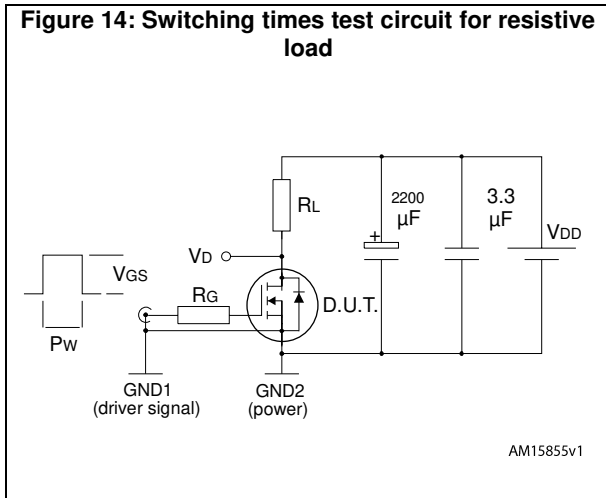 Figure 14: Switching times test circuit for resistive
load
RL
2200
μF
+
3.3
μF
VDD
VD
VGS
RG
D.U.T.
PW
GND1
(driver signal)
GND2
(power)
AM15855v1